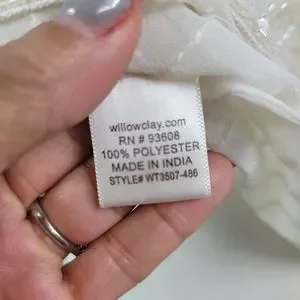 willowclay.com
RN # 93608
100% POLYESTER
MADE IN INDIA
STYLE# WT3507-486